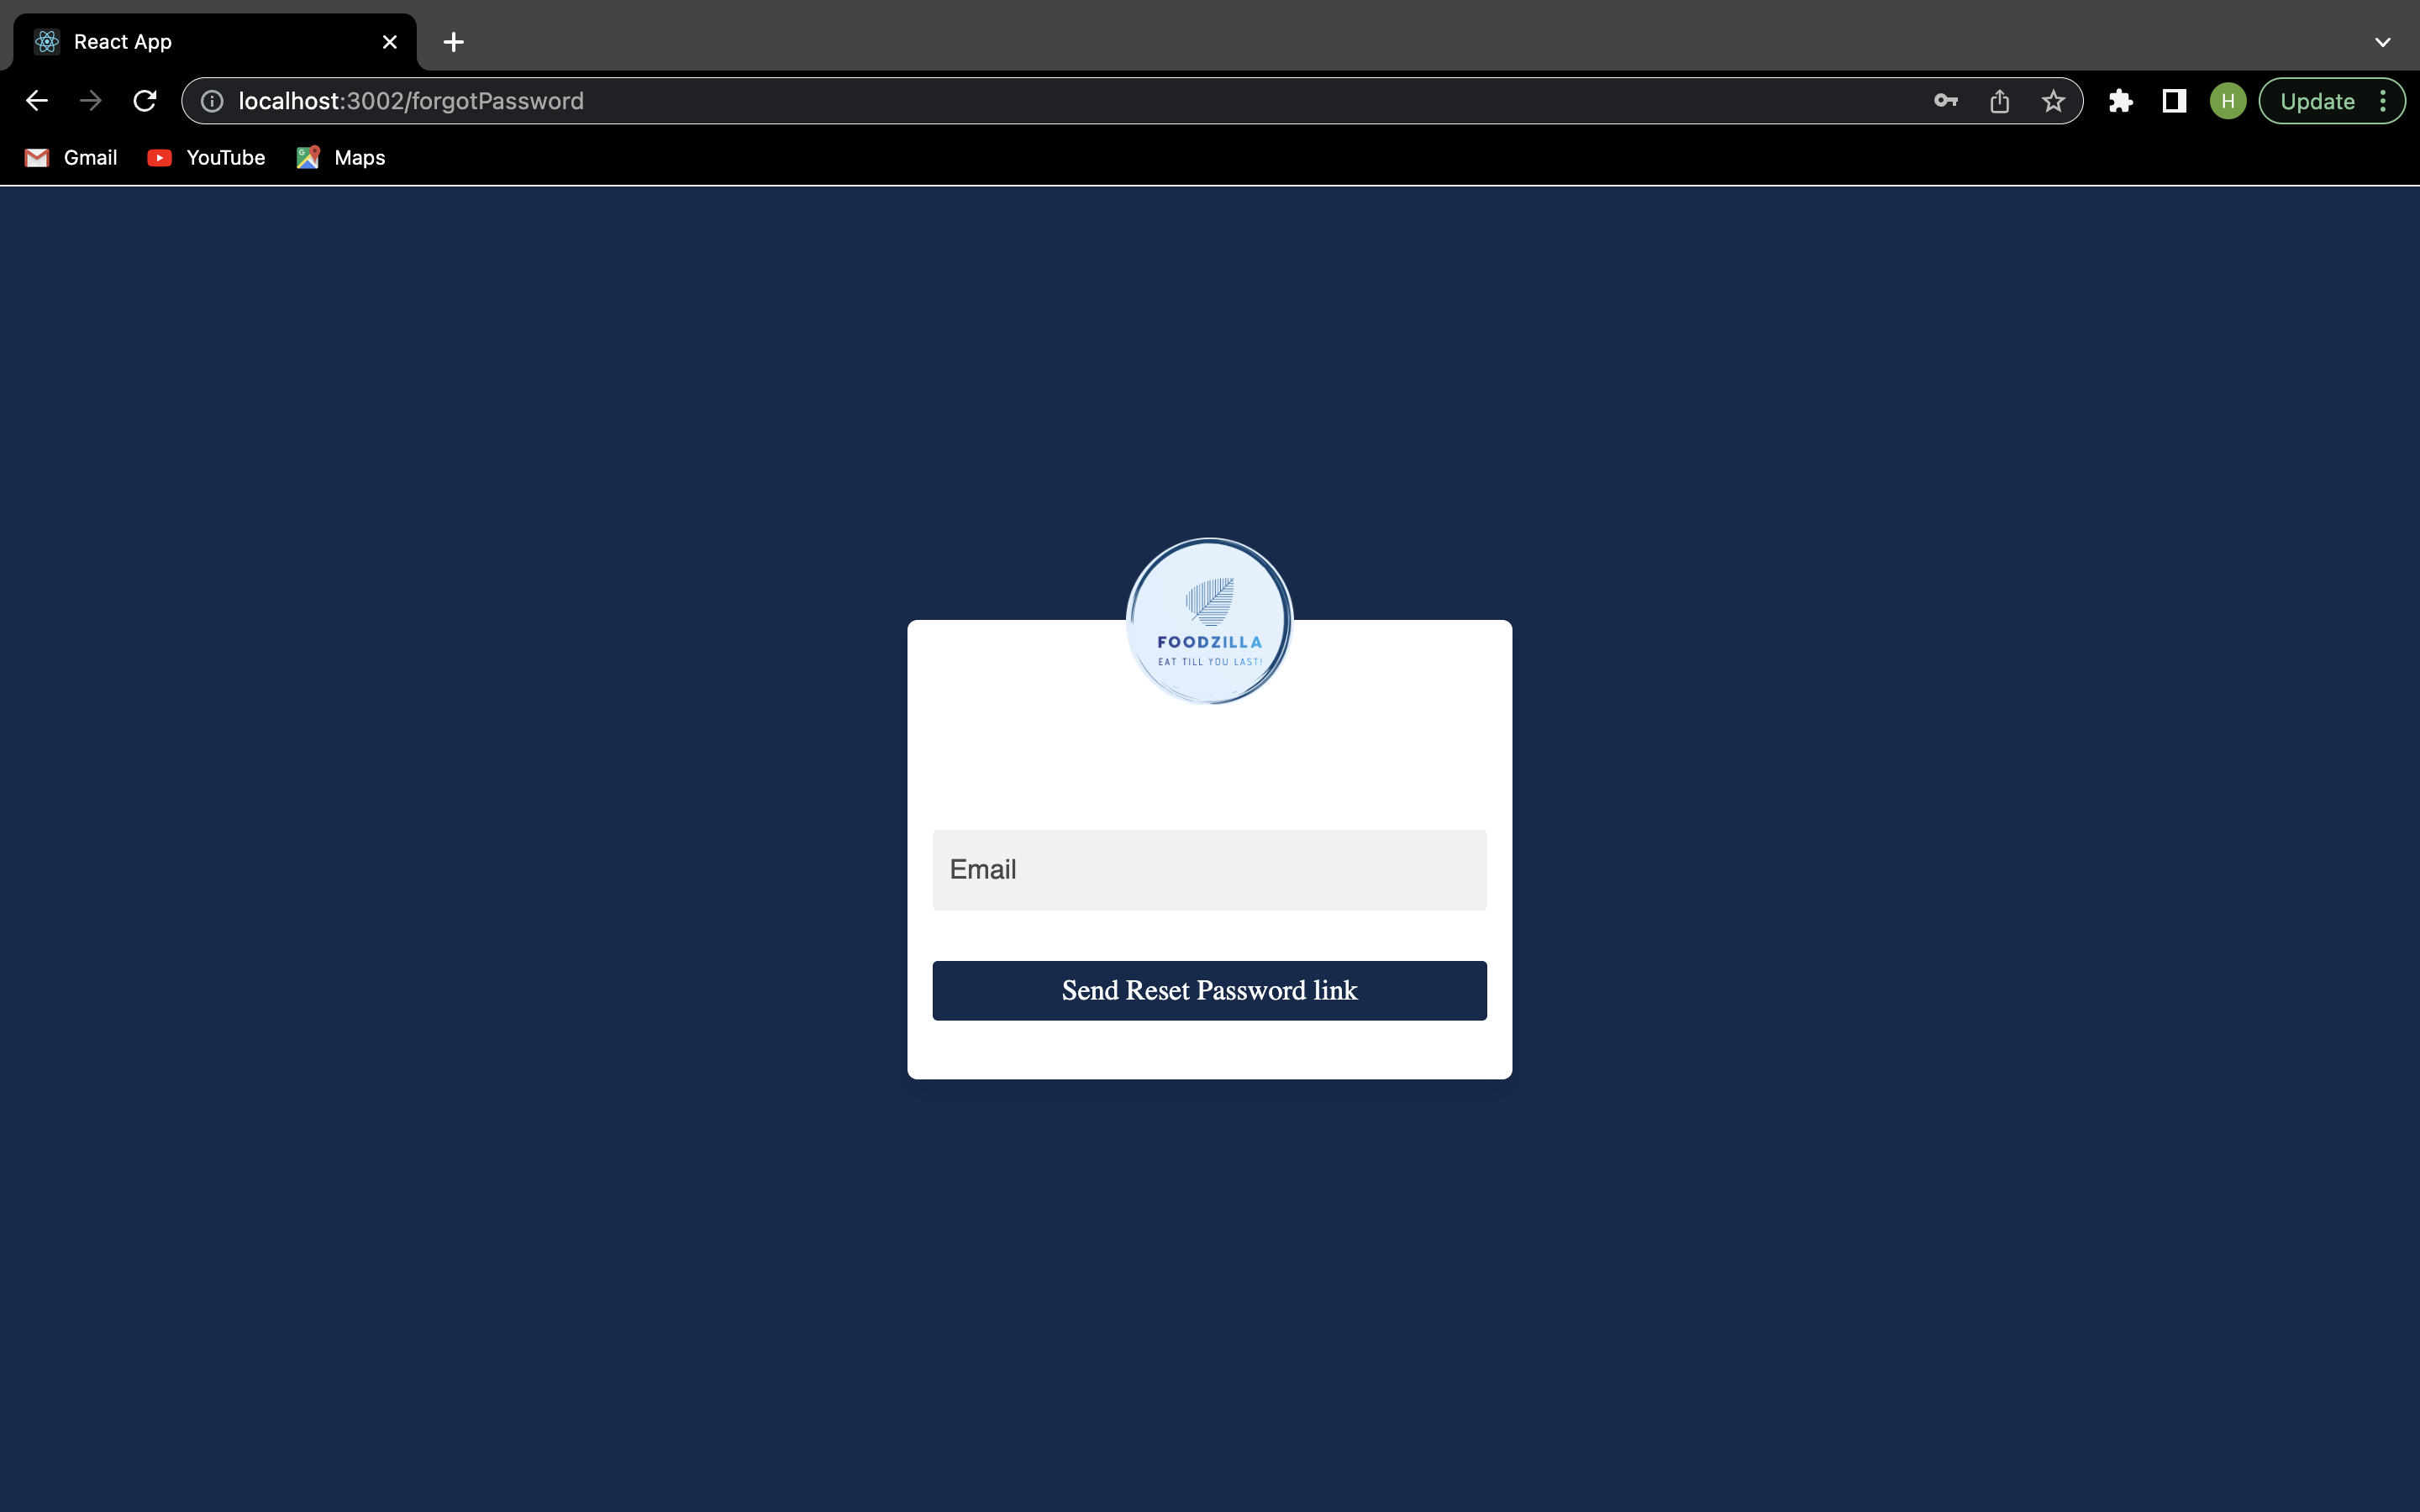 React App
localhost:3002/forgotPassword
H
Update
Gmail
YouTube
Maps
FOODZILLA
EAT TILL YOU LAST!
Email
Send Reset Password link